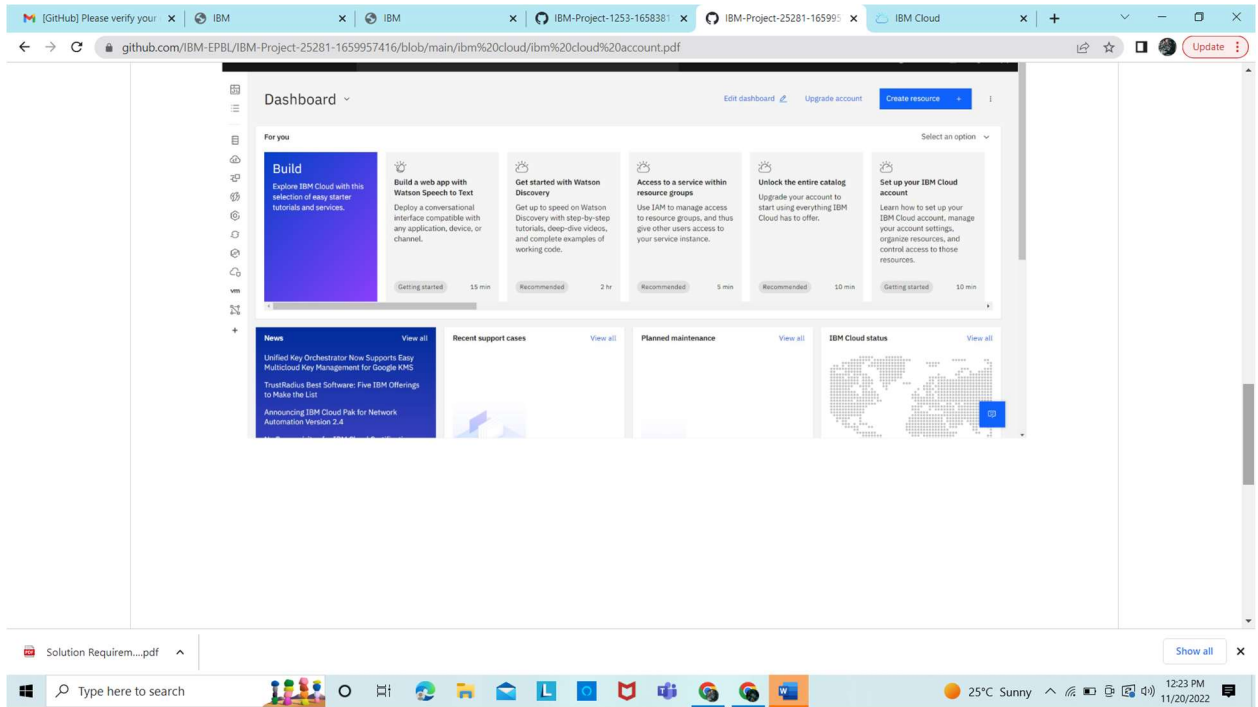 [GitHub] Please verify your
IBM
IBM
IBM-Project-1253-1658381
IBM-Project-25281-165995
IBM Cloud
github.com/IBM-EPBL/IBM-Project-25281-1659957416/blob/main/ibm%20cloud/ibm%20cloud%20account.pdf
Update
Dashboard
Edit dashboard
Upgrade account
Create resource +
For you
Select an option
Build
Explore IBM Cloud with this
selection of easy starter
tutorials and services.
Build a web app with
Watson Speech to Text
Deploy a conversational
interface compatible with
any application, device, or
channel.
Getting started 15 min
Get started with Watson
Discovery
Get up to speed on Watson
Discovery with step-by-step
tutorials, deep-dive videos,
and complete examples of
working code.
Recommended 2 hr
Access to a service within
resource groups
Use IAM to manage access
to resource groups, and thus
give other users access to
your service instance.
Recommended 5 min
Unlock the entire catalog
Upgrade your account to
start using everything IBM
Cloud has to offer.
Recommended 10 min
Set up your IBM Cloud
account
Learn how to set up your
IBM Cloud account, manage
your account settings,
organize resources, and
control access to those
resources.
Getting started 10 min
vm
News View all
Unified Key Orchestrator Now Supports Easy
Multicloud Key Management for Google KMS
TrustRadius Best Software: Five IBM Offerings
to Make the List
Announcing IBM Cloud Pak for Network
Automation Version 2.4
Recent support cases View all
Planned maintenance View all
IBM Cloud status View all
Solution Requirem....pdf
Show all
Type here to search
25°C Sunny
12:23 PM
11/20/2022